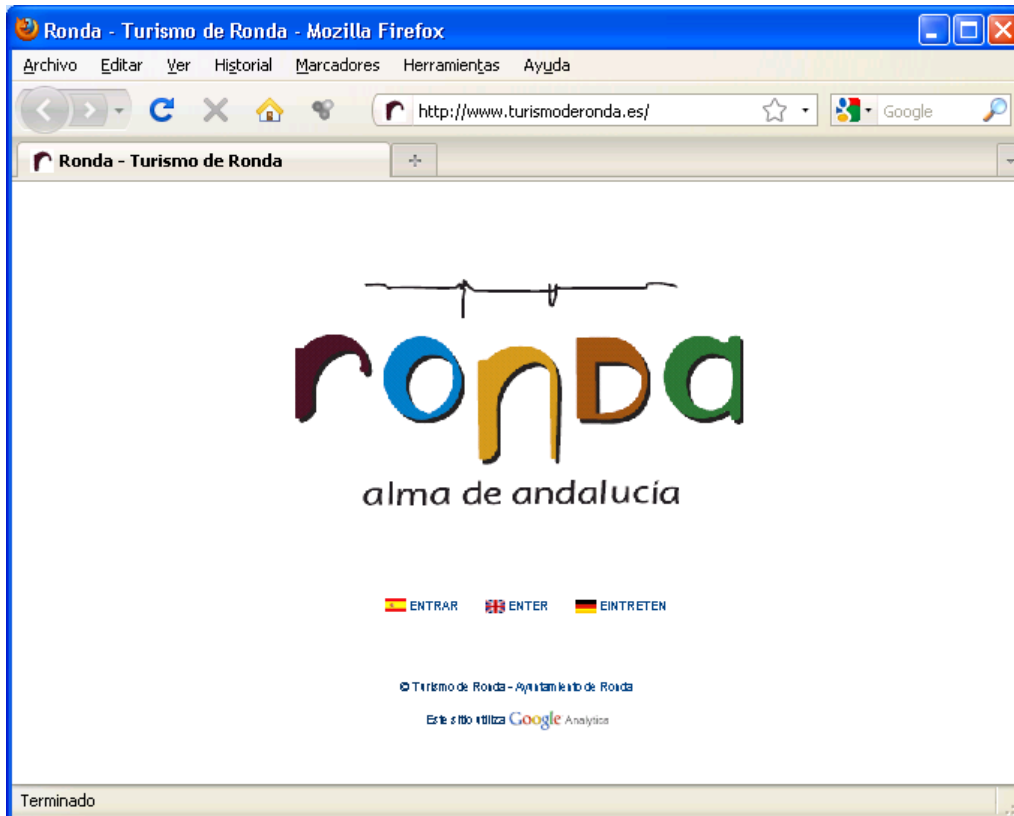 Ronda - Turismo de Ronda - Mozilla Firefox
Archivo Editar Ver Historial Marcadores Herramientas Ayuda
http://www.turismoderonda.es/ Google
Ronda - Turismo de Ronda
ronDa
alma de andalucía
ENTRAR ENTER EINTRETEN
© Turismo de Ronda - Ayuntamiento de Ronda
Este sitio utiliza Google Analytics
Terminado